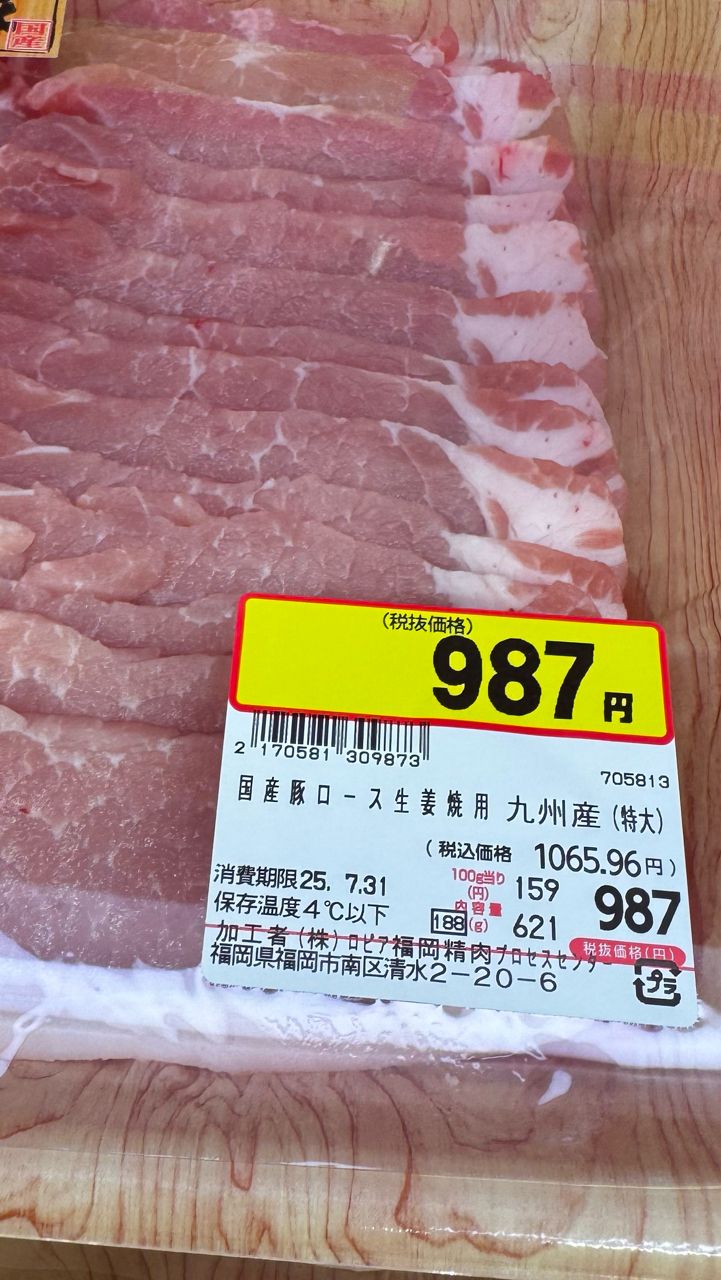 国産
(税抜価格)
987円
2 170581 309873
705813
国産豚ロース生姜焼用 九州産(特大)
(税込価格 1065.96円)
消費期限25. 7.31
100g当り(円) 159
987
保存温度4℃以下
188
内容量(g) 621
税抜価格(円)
加工者(株)ロピア福岡精肉プロセスセンター
福岡県福岡市南区清水2-20-6
プラ